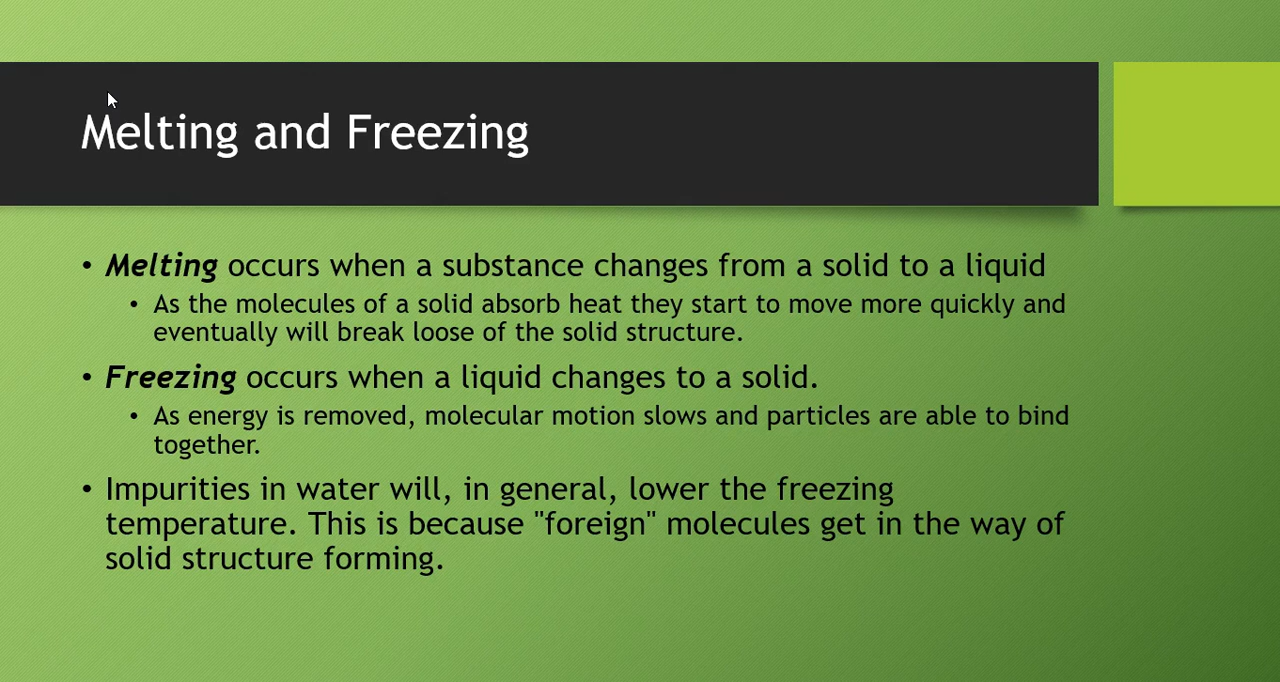 Melting and Freezing
• Melting occurs when a substance changes from a solid to a liquid
• As the molecules of a solid absorb heat they start to move more quickly and
eventually will break loose of the solid structure.
• Freezing occurs when a liquid changes to a solid.
• As energy is removed, molecular motion slows and particles are able to bind
together.
• Impurities in water will, in general, lower the freezing
temperature. This is because "foreign" molecules get in the way of
solid structure forming.